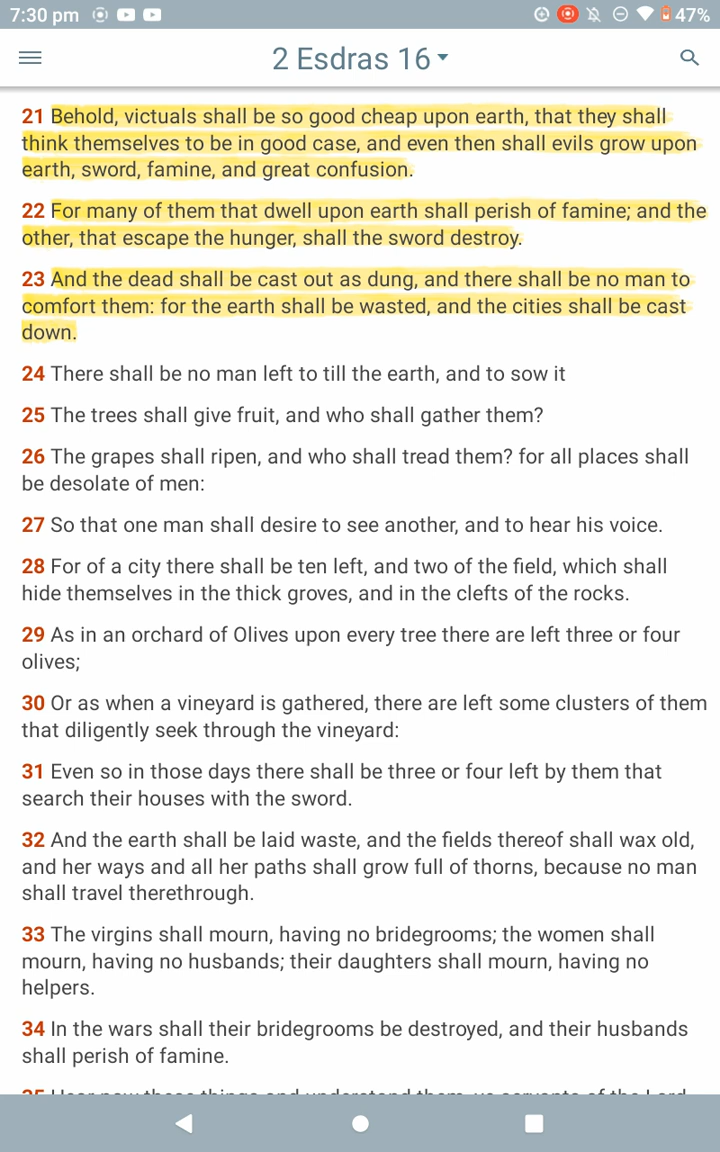 7:30 pm 47%
2 Esdras 16
21 Behold, victuals shall be so good cheap upon earth, that they shall
think themselves to be in good case, and even then shall evils grow upon
earth, sword, famine, and great confusion.
22 For many of them that dwell upon earth shall perish of famine; and the
other, that escape the hunger, shall the sword destroy.
23 And the dead shall be cast out as dung, and there shall be no man to
comfort them: for the earth shall be wasted, and the cities shall be cast
down.
24 There shall be no man left to till the earth, and to sow it
25 The trees shall give fruit, and who shall gather them?
26 The grapes shall ripen, and who shall tread them? for all places shall
be desolate of men:
27 So that one man shall desire to see another, and to hear his voice.
28 For of a city there shall be ten left, and two of the field, which shall
hide themselves in the thick groves, and in the clefts of the rocks.
29 As in an orchard of Olives upon every tree there are left three or four
olives;
30 Or as when a vineyard is gathered, there are left some clusters of them
that diligently seek through the vineyard:
31 Even so in those days there shall be three or four left by them that
search their houses with the sword.
32 And the earth shall be laid waste, and the fields thereof shall wax old,
and her ways and all her paths shall grow full of thorns, because no man
shall travel therethrough.
33 The virgins shall mourn, having no bridegrooms; the women shall
mourn, having no husbands; their daughters shall mourn, having no
helpers.
34 In the wars shall their bridegrooms be destroyed, and their husbands
shall perish of famine.
35 Hear now these things and understand them, ye servants of the Lord